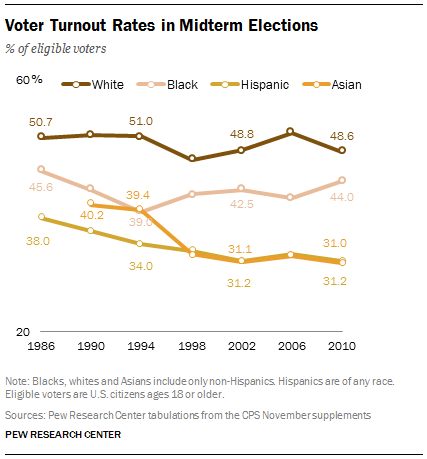 Voter Turnout Rates in Midterm Elections
% of eligible voters
60%
White Black Hispanic Asian
50.7 51.0 48.8 48.6
45.6 39.0 42.5 44.0
40.2 39.4 31.1 31.0
38.0 34.0 31.2 31.2
20
1986 1990 1994 1998 2002 2006 2010
Note: Blacks, whites and Asians include only non-Hispanics. Hispanics are of any race.
Eligible voters are U.S. citizens ages 18 or older.
Sources: Pew Research Center tabulations from the CPS November supplements
PEW RESEARCH CENTER